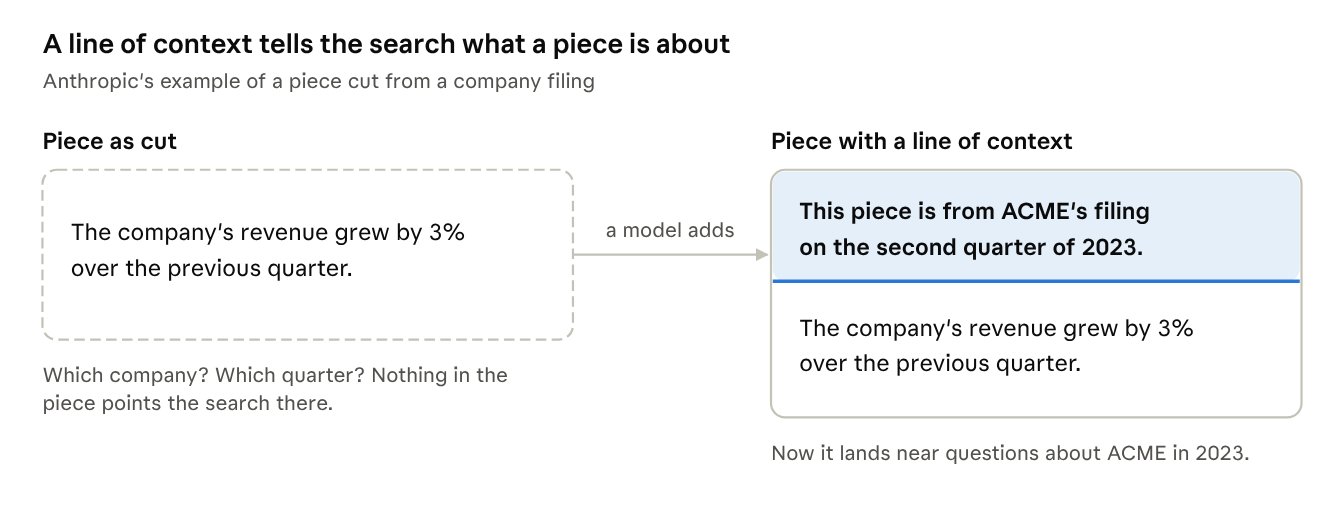 A line of context tells the search what a piece is about
Anthropic's example of a piece cut from a company filing
Piece as cut
The company's revenue grew by 3%
over the previous quarter.
Which company? Which quarter? Nothing in the
piece points the search there.
a model adds
Piece with a line of context
This piece is from ACME's filing
on the second quarter of 2023.
The company's revenue grew by 3%
over the previous quarter.
Now it lands near questions about ACME in 2023.